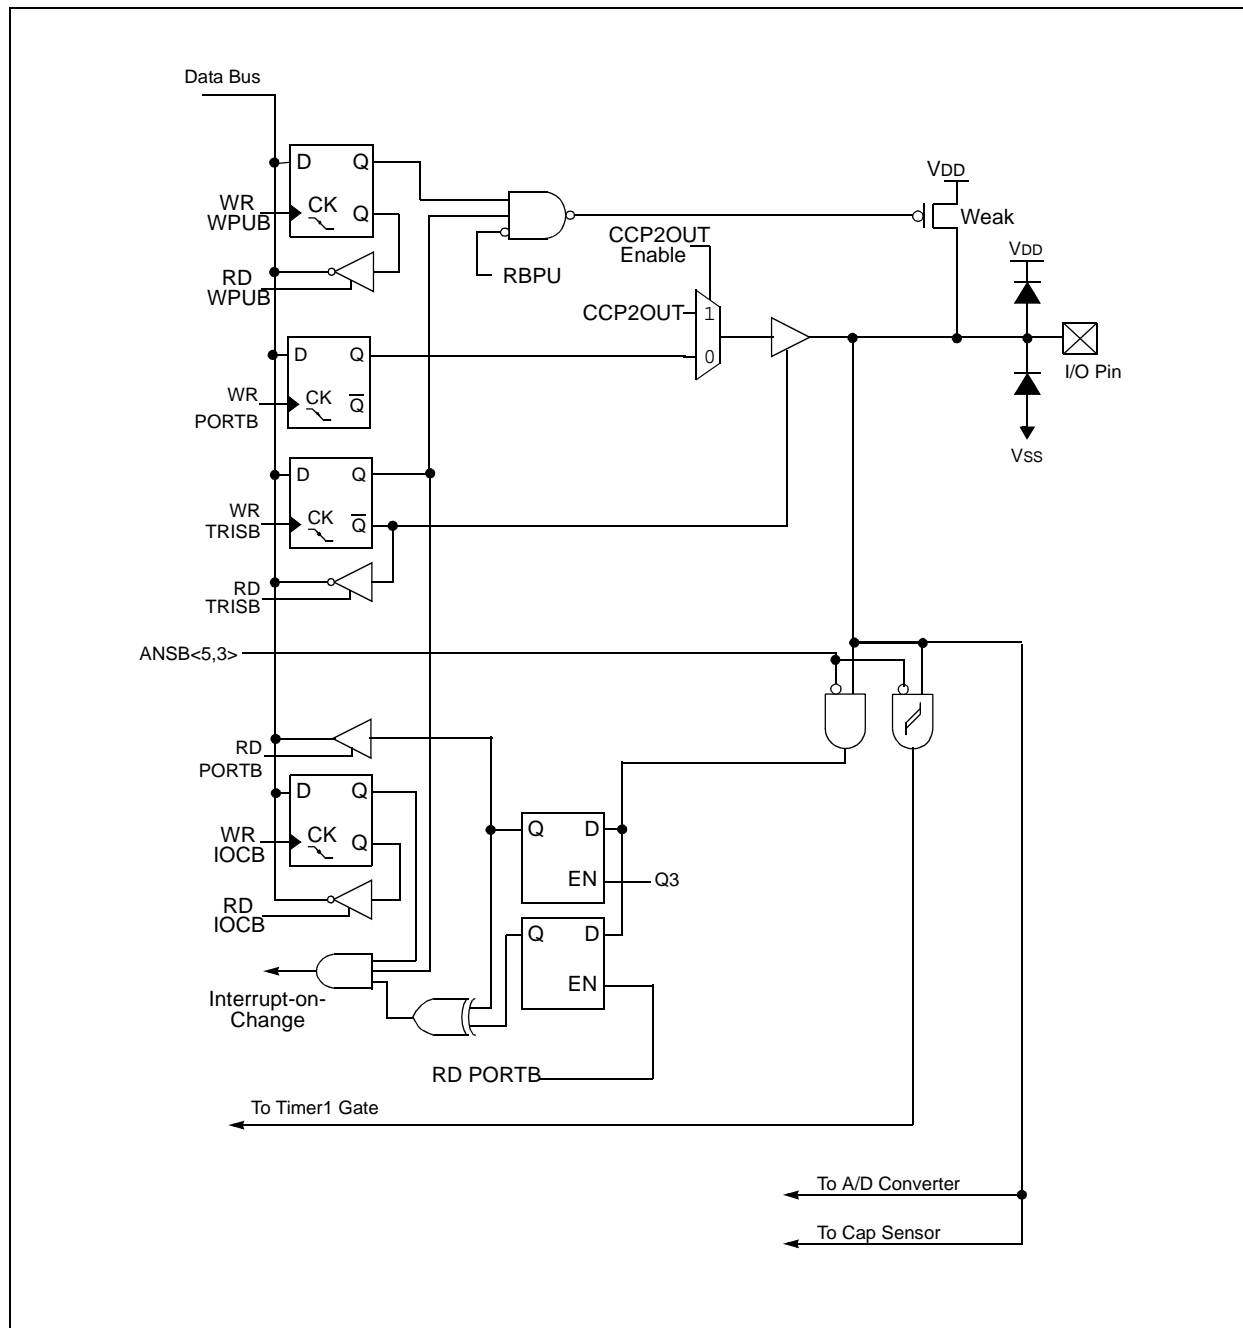 Data Bus
D Q
WR
WPUB
CK
Q
RD
WPUB
RBPU
CCP2OUT
Enable
CCP2OUT
1
0
VDD
Weak
VDD
I/O Pin
VSS
D Q
WR
PORTB
CK
Q
D Q
WR
TRISB
CK
Q
RD
TRISB
ANSB<5,3>
RD
PORTB
D Q
WR
IOCB
CK
Q
RD
IOCB
Q D
EN
Q3
Q D
EN
Interrupt-on-
Change
RD PORTB
To Timer1 Gate
To A/D Converter
To Cap Sensor